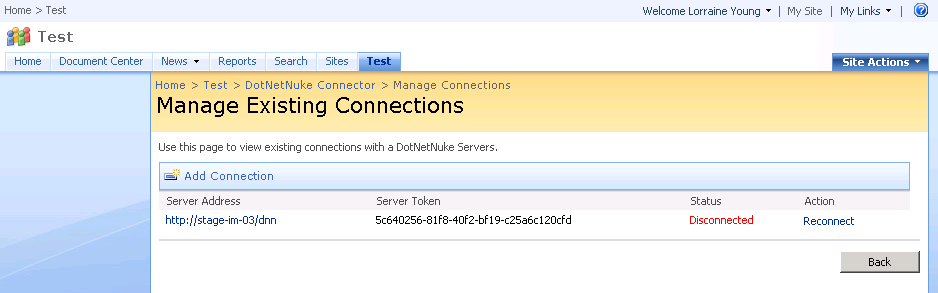 Home > Test
Welcome Lorraine Young | My Site | My Links |
Test
Home Document Center News Reports Search Sites Test Site Actions
Home > Test > DotNetNuke Connector > Manage Connections
Manage Existing Connections
Use this page to view existing connections with a DotNetNuke Servers.
Add Connection
Server Address Server Token Status Action
http://stage-im-03/dnn 5c640256-81f8-40f2-bf19-c25a6c120cfd Disconnected Reconnect
Back